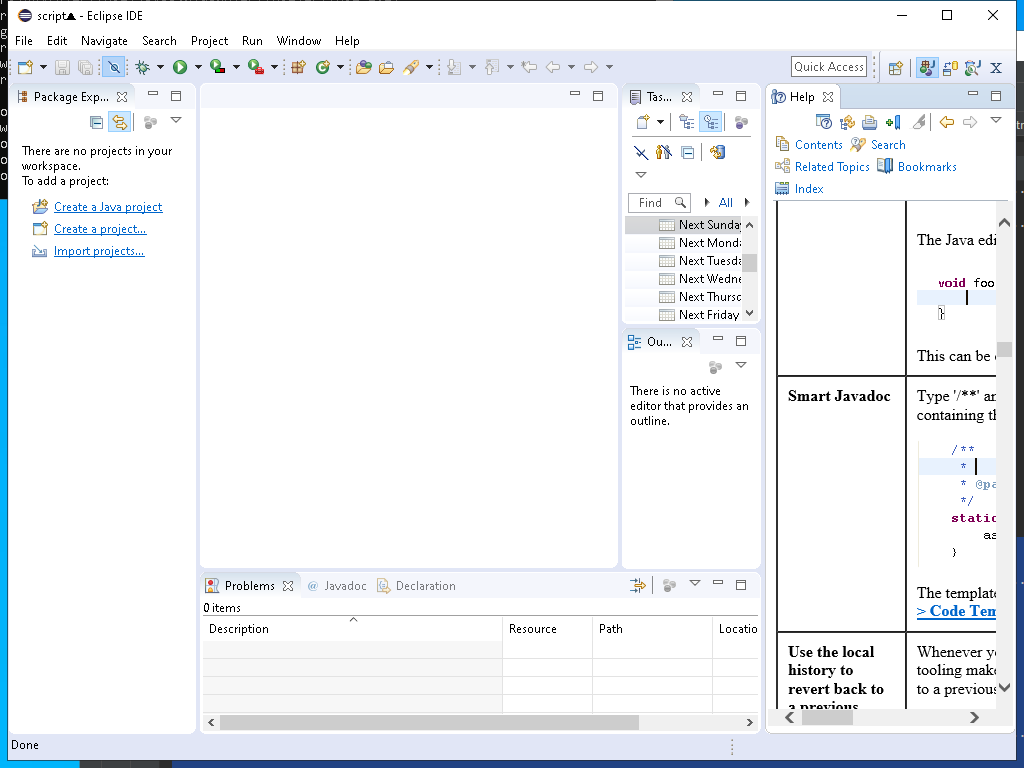 script▲ - Eclipse IDE
File Edit Navigate Search Project Run Window Help
Quick Access
Package Exp...
There are no projects in your
workspace.
To add a project:
Create a Java project
Create a project...
Import projects...
Tas...
Find
All
Next Sunday
Next Monda
Next Tuesda
Next Wedne
Next Thursd
Next Friday
Ou...
There is no active
editor that provides an
outline.
Help
Contents Search
Related Topics Bookmarks
Index
The Java edi
void foo
}
This can be
Smart Javadoc
Type '/**' an
containing th
/**
*
* @pa
*/
static
as
}
The template
> Code Tem
Use the local
history to
revert back to
a previous
Whenever yo
tooling make
to a previous
Problems Javadoc Declaration
0 items
Description Resource Path Locatio
Done